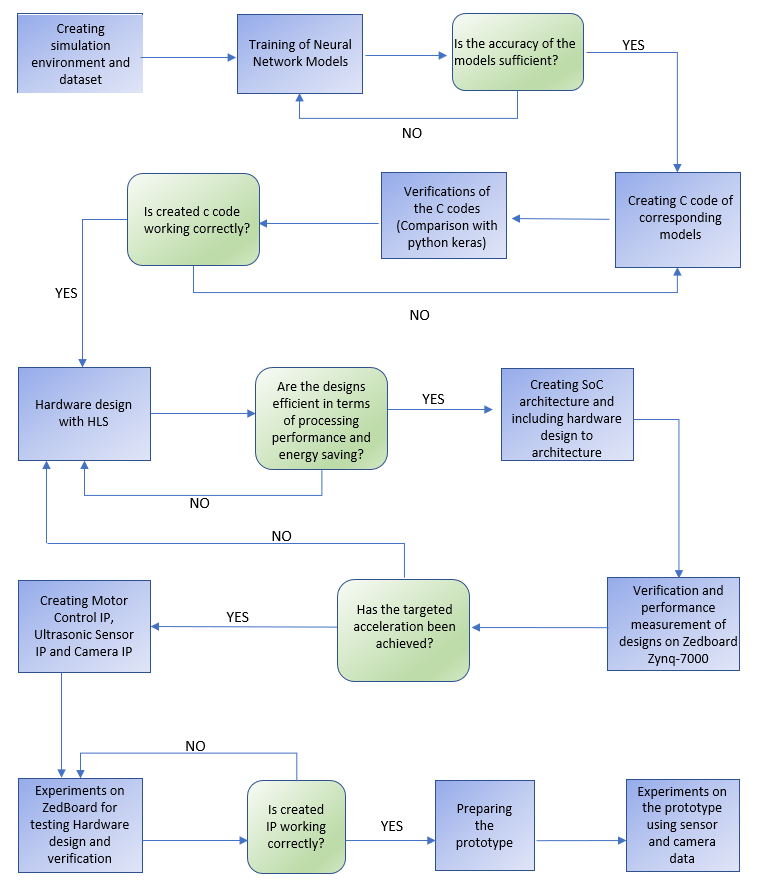 Creating
simulation
environment and
dataset
Training of Neural
Network Models
Is the accuracy of the
models sufficient?
YES
NO
Creating C code of
corresponding
models
Verifications of
the C codes
(Comparison with
python keras)
Is created c code
working correctly?
YES
NO
Hardware design
with HLS
Are the designs
efficient in terms
of processing
performance and
energy saving?
YES
NO
Creating SoC
architecture and
including hardware
design to
architecture
Verification and
performance
measurement of
designs on Zedboard
Zynq-7000
Has the targeted
acceleration been
achieved?
NO
YES
Creating Motor
Control IP,
Ultrasonic Sensor
IP and Camera IP
Experiments on
ZedBoard for
testing Hardware
design and
verification
NO
Is created
IP working
correctly?
YES
Preparing
the
prototype
Experiments on
the prototype
using sensor
and camera
data